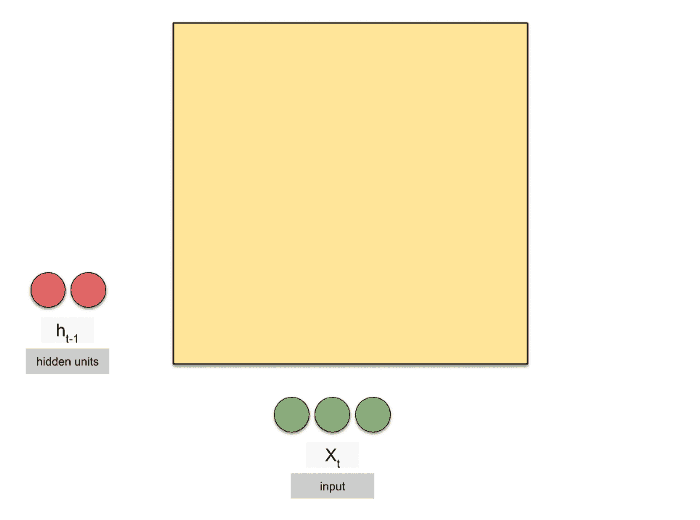 h_t-1
hidden units
X_t
input